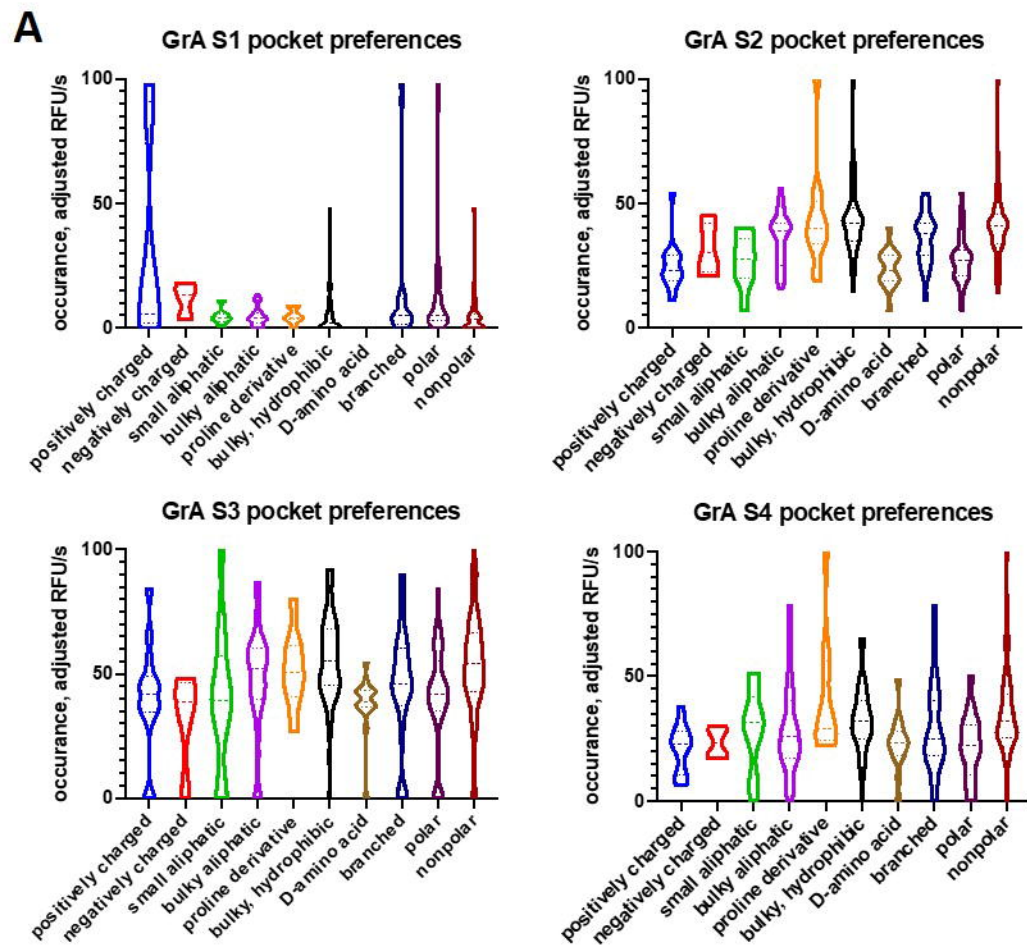 A
GrA S1 pocket preferences
occurance, adjusted RFU/s
100
50
0
positively charged
negatively charged
small aliphatic
bulky aliphatic
proline derivative
bulky, hydrophibic
D-amino acid
branched
polar
nonpolar
GrA S2 pocket preferences
occurance, adjusted RFU/s
100
50
0
positively charged
negatively charged
small aliphatic
bulky aliphatic
proline derivative
bulky, hydrophibic
D-amino acid
branched
polar
nonpolar
GrA S3 pocket preferences
occurance, adjusted RFU/s
100
50
0
positively charged
negatively charged
small aliphatic
bulky aliphatic
proline derivative
bulky, hydrophibic
D-amino acid
branched
polar
nonpolar
GrA S4 pocket preferences
occurance, adjusted RFU/s
100
50
0
positively charged
negatively charged
small aliphatic
bulky aliphatic
proline derivative
bulky, hydrophibic
D-amino acid
branched
polar
nonpolar